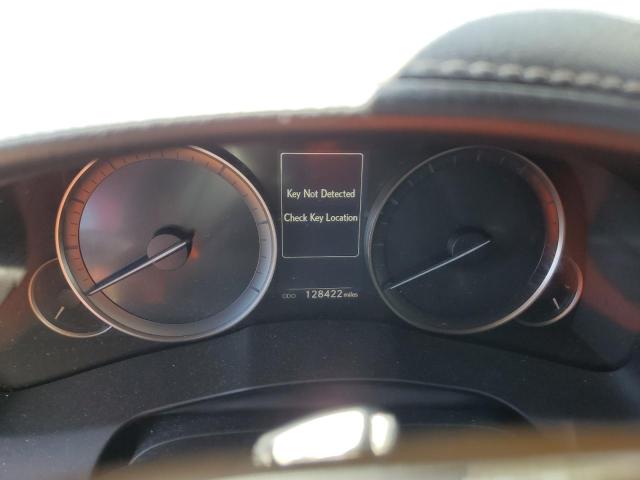 Key Not Detected
Check Key Location
ODO 128422 miles